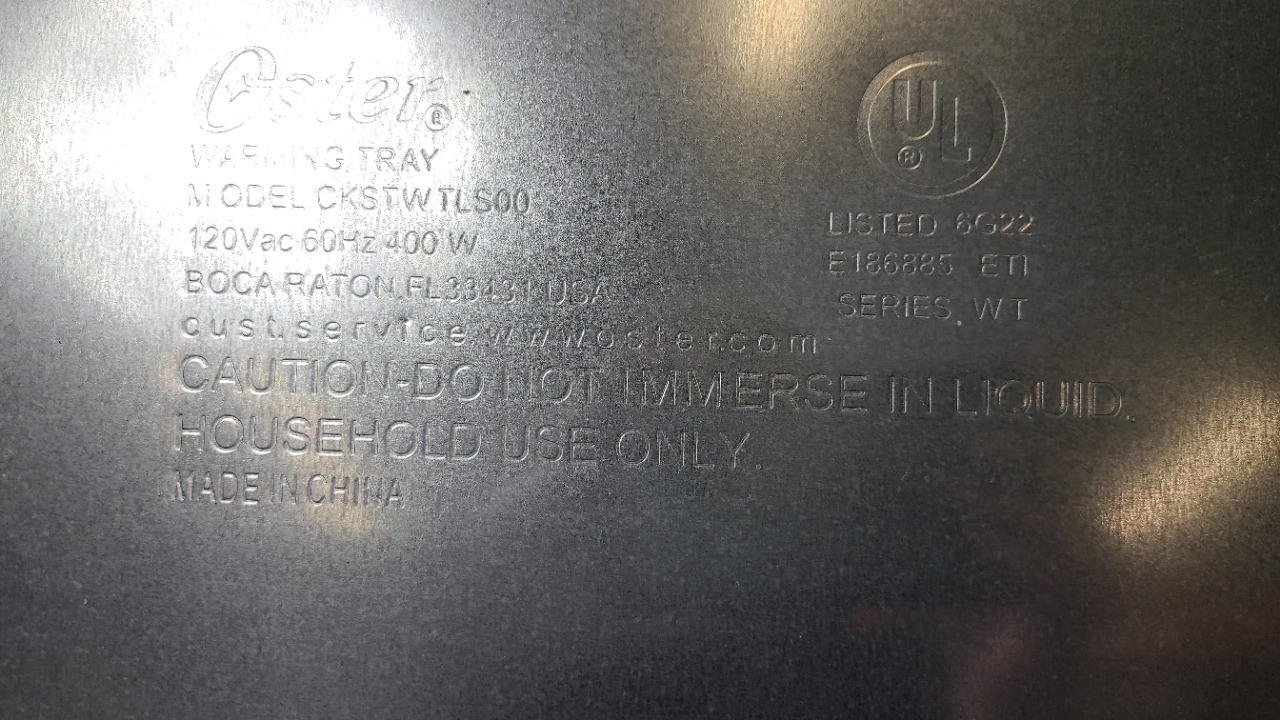 Oster®
WARMING TRAY
MODEL CKSTWTLS00
120Vac 60Hz 400 W
BOCA RATON,FL33431 USA
cust.service www.oster.com
CAUTION-DO NOT IMMERSE IN LIQUID.
HOUSEHOLD USE ONLY.
MADE IN CHINA
UL®
LISTED 6G22
E186885 ETI
SERIES WT